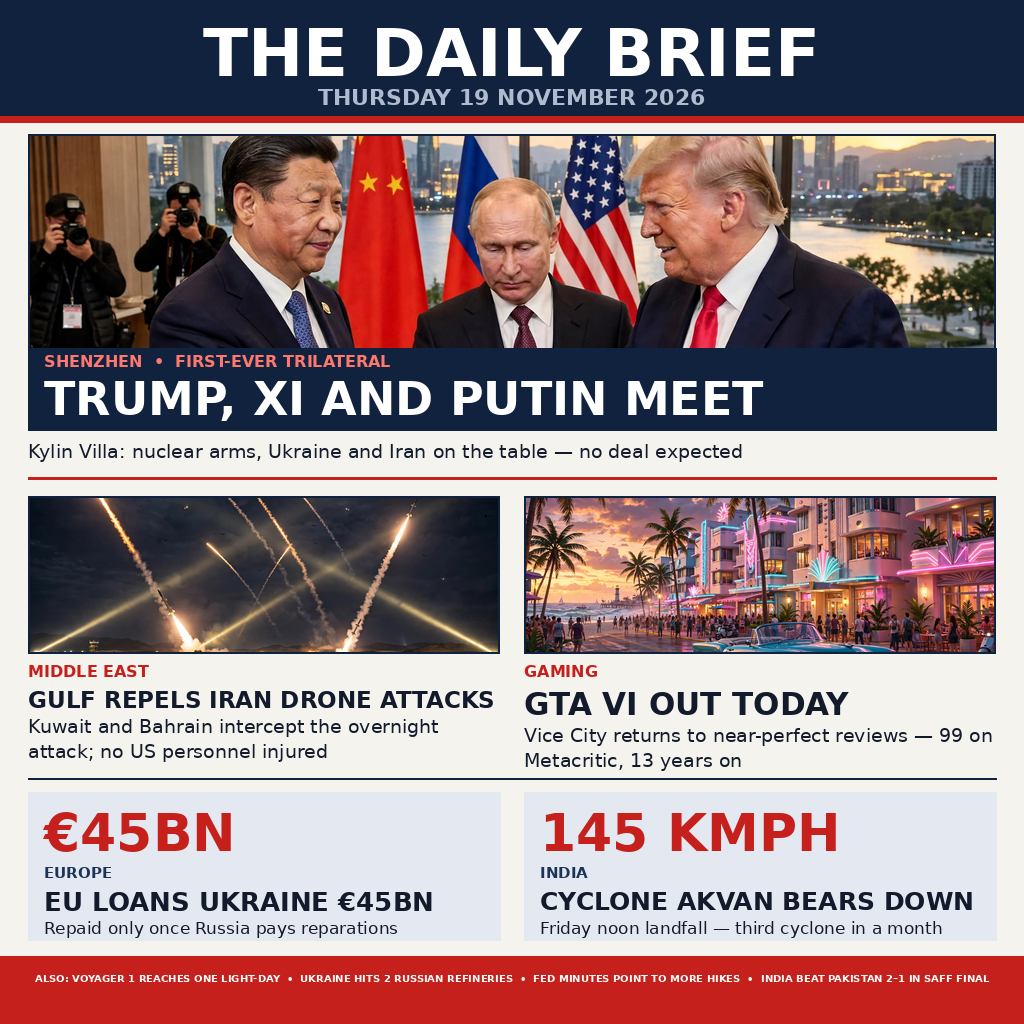 THE DAILY BRIEF
THURSDAY 19 NOVEMBER 2026
SHENZHEN • FIRST-EVER TRILATERAL
TRUMP, XI AND PUTIN MEET
Kylin Villa: nuclear arms, Ukraine and Iran on the table — no deal expected
MIDDLE EAST
GULF REPELS IRAN DRONE ATTACKS
Kuwait and Bahrain intercept the overnight
attack; no US personnel injured
GAMING
GTA VI OUT TODAY
Vice City returns to near-perfect reviews — 99 on
Metacritic, 13 years on
€45BN
EUROPE
EU LOANS UKRAINE €45BN
Repaid only once Russia pays reparations
145 KMPH
INDIA
CYCLONE AKVAN BEARS DOWN
Friday noon landfall — third cyclone in a month
ALSO: VOYAGER 1 REACHES ONE LIGHT-DAY • UKRAINE HITS 2 RUSSIAN REFINERIES • FED MINUTES POINT TO MORE HIKES • INDIA BEAT PAKISTAN 2–1 IN SAFF FINAL